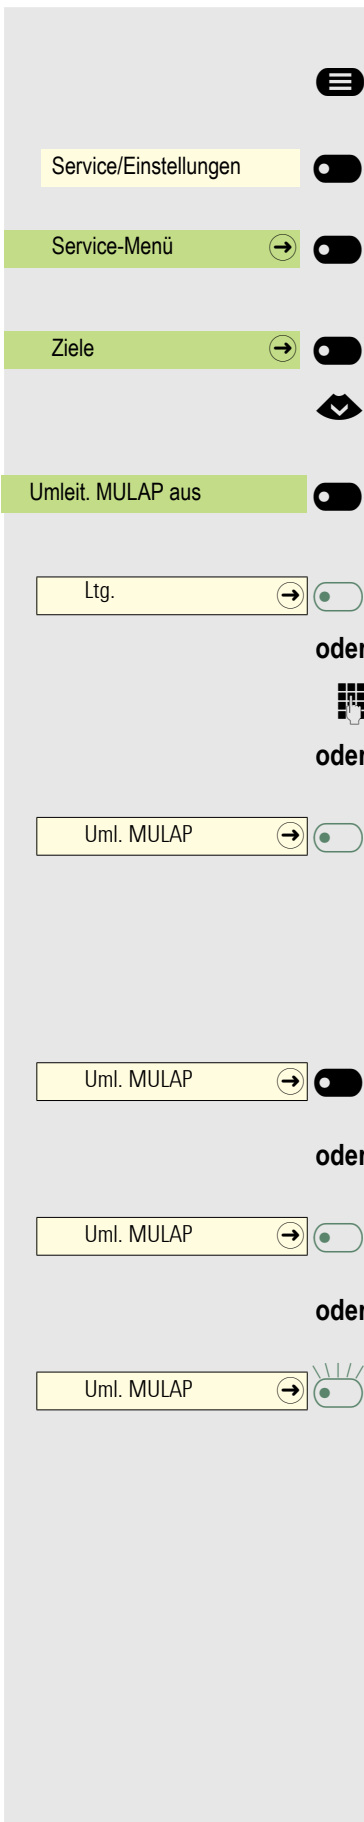 Service/Einstellungen
Service-Menü
Ziele
Umleit. MULAP aus
Ltg.
oder
oder
Uml. MULAP
Uml. MULAP
oder
Uml. MULAP
oder
Uml. MULAP